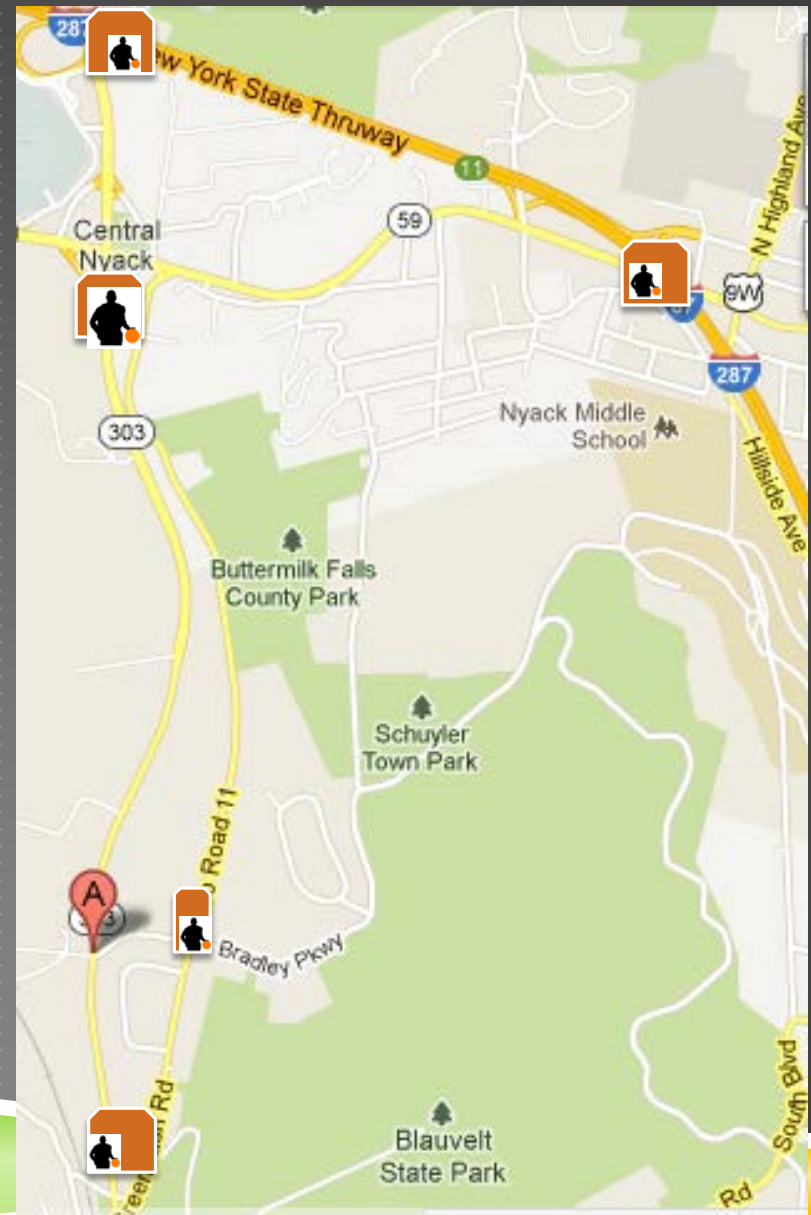 287
ew York State Thruway
11
N Highland Ave
59
Central
Nyack
9W
287
303
Nyack Middle
School
Hillside Ave
Buttermilk Falls
County Park
Schuyler
Town Park
Road 11
A
Bradley Pkwy
South Blvd
Blauvelt
State Park
Rd
Rd